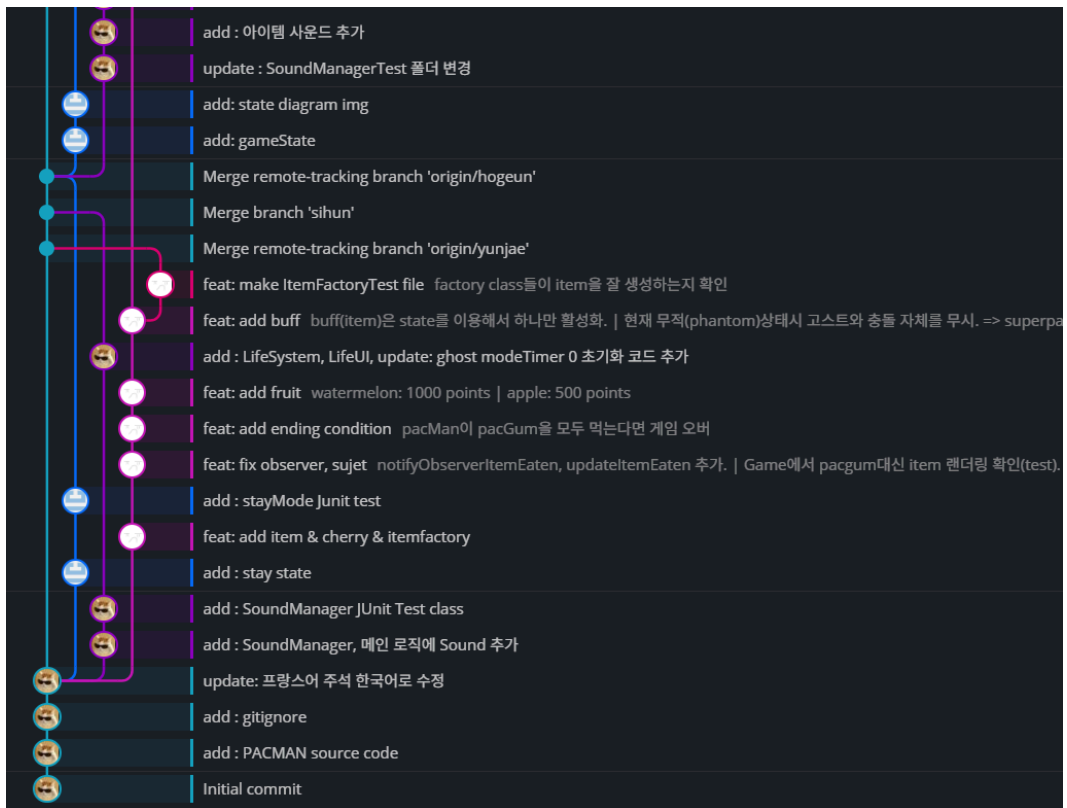 add : 아이템 사운드 추가
update : SoundManagerTest 폴더 변경
add: state diagram img
add: gameState
Merge remote-tracking branch 'origin/hogeun'
Merge branch 'sihun'
Merge remote-tracking branch 'origin/yunjae'
feat: make ItemFactoryTest file factory class들이 item을 잘 생성하는지 확인
feat: add buff buff(item)은 state를 이용해서 하나만 활성화. | 현재 무적(phantom)상태시 고스트와 충돌 자체를 무시. => superpa
add : LifeSystem, LifeUI, update: ghost modeTimer 0 초기화 코드 추가
feat: add fruit watermelon: 1000 points | apple: 500 points
feat: add ending condition pacMan이 pacGum을 모두 먹는다면 게임 오버
feat: fix observer, sujet notifyObserverItemEaten, updateItemEaten 추가. | Game에서 pacgum대신 item 랜더링 확인(test).
add : stayMode Junit test
feat: add item & cherry & itemfactory
add : stay state
add : SoundManager JUnit Test class
add : SoundManager, 메인 로직에 Sound 추가
update: 프랑스어 주석 한국어로 수정
add : gitignore
add : PACMAN source code
Initial commit